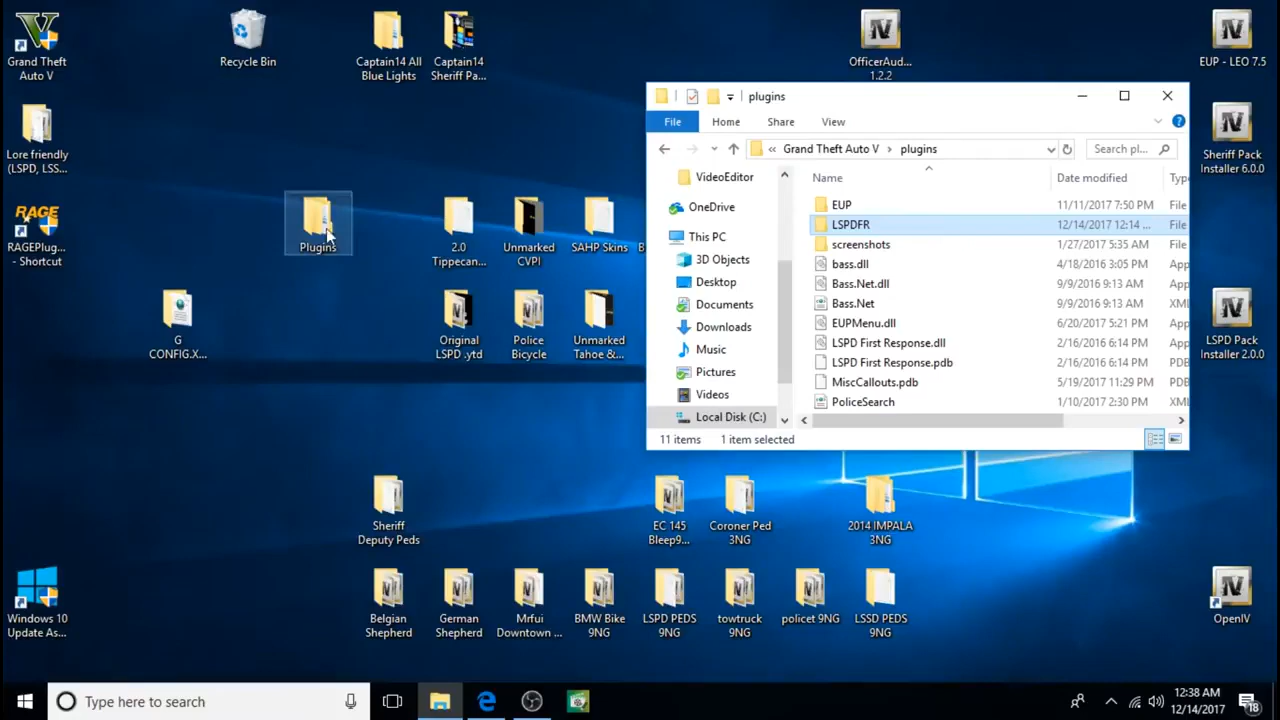 Grand Theft
Auto V
Recycle Bin
Captain14 All
Blue Lights
Captain14
Sheriff Pa...
OfficerAud...
1.2.2
EUP - LEO 7.5
Lore friendly
(LSPD, LSS...
Sheriff Pack
Installer 6.0.0
RAGE
RAGEPlug...
- Shortcut
Plugins
2.0
Tippecan...
Unmarked
CVPI
SAHP Skins
B
G
CONFIG.X...
Original
LSPD .ytd
Police
Bicycle
Unmarked
Tahoe &...
LSPD Pack
Installer 2.0.0
plugins
File
Home
Share
View
« Grand Theft Auto V > plugins
Search pl...
VideoEditor
OneDrive
This PC
3D Objects
Desktop
Documents
Downloads
Music
Pictures
Videos
Local Disk (C:)
Name Date modified Type
EUP 11/11/2017 7:50 PM File
LSPDFR 12/14/2017 12:14 ... File
screenshots 1/27/2017 5:35 AM File
bass.dll 4/18/2016 3:05 PM App
Bass.Net.dll 9/9/2016 9:13 AM App
Bass.Net 9/9/2016 9:13 AM XML
EUPMenu.dll 6/20/2017 5:21 PM App
LSPD First Response.dll 2/16/2016 6:14 PM App
LSPD First Response.pdb 2/16/2016 6:14 PM PDB
MiscCallouts.pdb 5/19/2017 11:29 PM PDB
PoliceSearch 1/10/2017 2:30 PM XML
11 items 1 item selected
Sheriff
Deputy Peds
EC 145
Bleep9...
Coroner Ped
3NG
2014 IMPALA
3NG
Windows 10
Update As...
Belgian
Shepherd
German
Shepherd
Mrfui
Downtown ...
BMW Bike
9NG
LSPD PEDS
9NG
towtruck
9NG
policet 9NG
LSSD PEDS
9NG
OpenIV
Type here to search
12:38 AM
12/14/2017
18